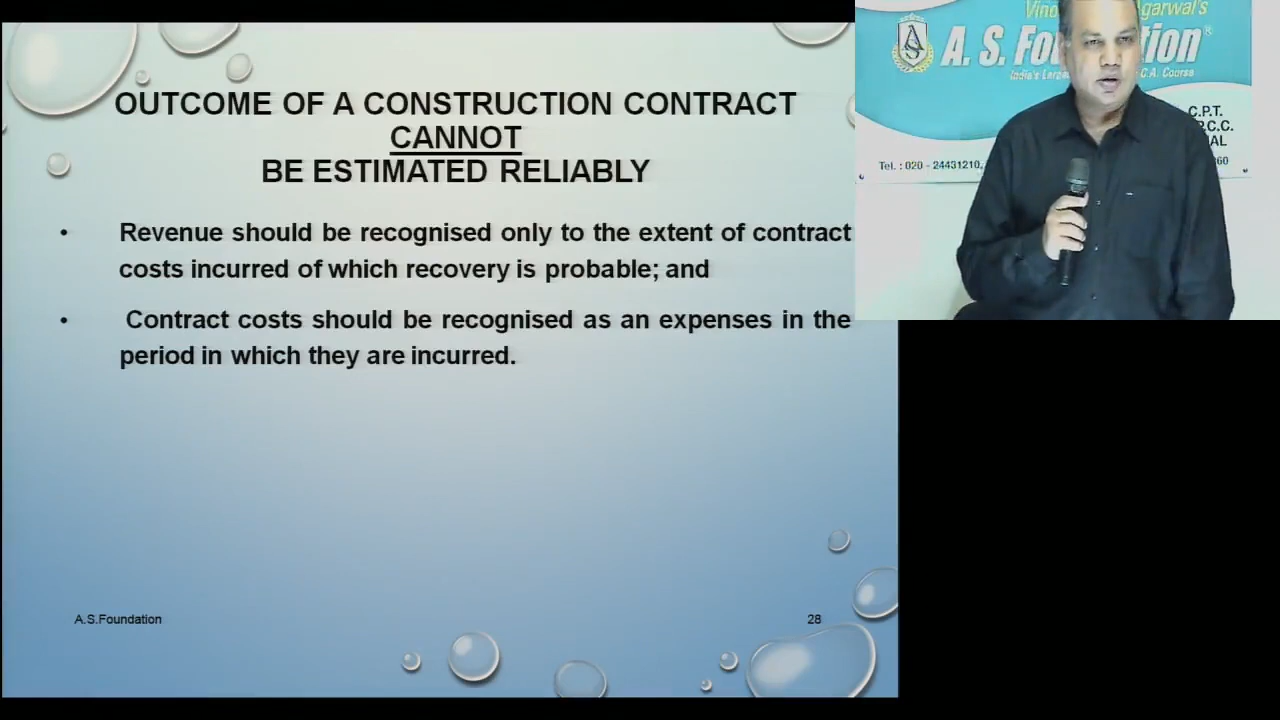 OUTCOME OF A CONSTRUCTION CONTRACT
CANNOT
BE ESTIMATED RELIABLY
• Revenue should be recognised only to the extent of contract
costs incurred of which recovery is probable; and
• Contract costs should be recognised as an expenses in the
period in which they are incurred.
A.S.Foundation
28
A. S.
C.A. Course
C.P.T.
Tel. : 020 - 24431210,